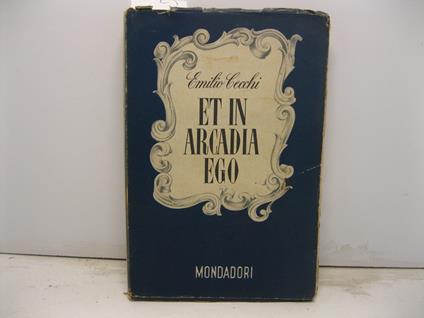 Emilio Cecchi
ET IN
ARCADIA
EGO
MONDADORI